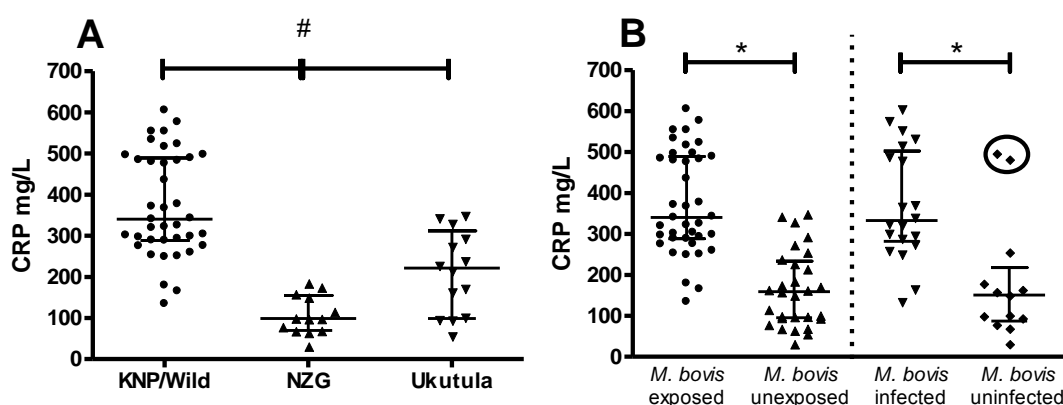 A
#
CRP mg/L
700
600
500
400
300
200
100
0
KNP/Wild NZG Ukutula
B
* *
CRP mg/L
700
600
500
400
300
200
100
0
M. bovis M. bovis M. bovis M. bovis
exposed unexposed infected uninfected